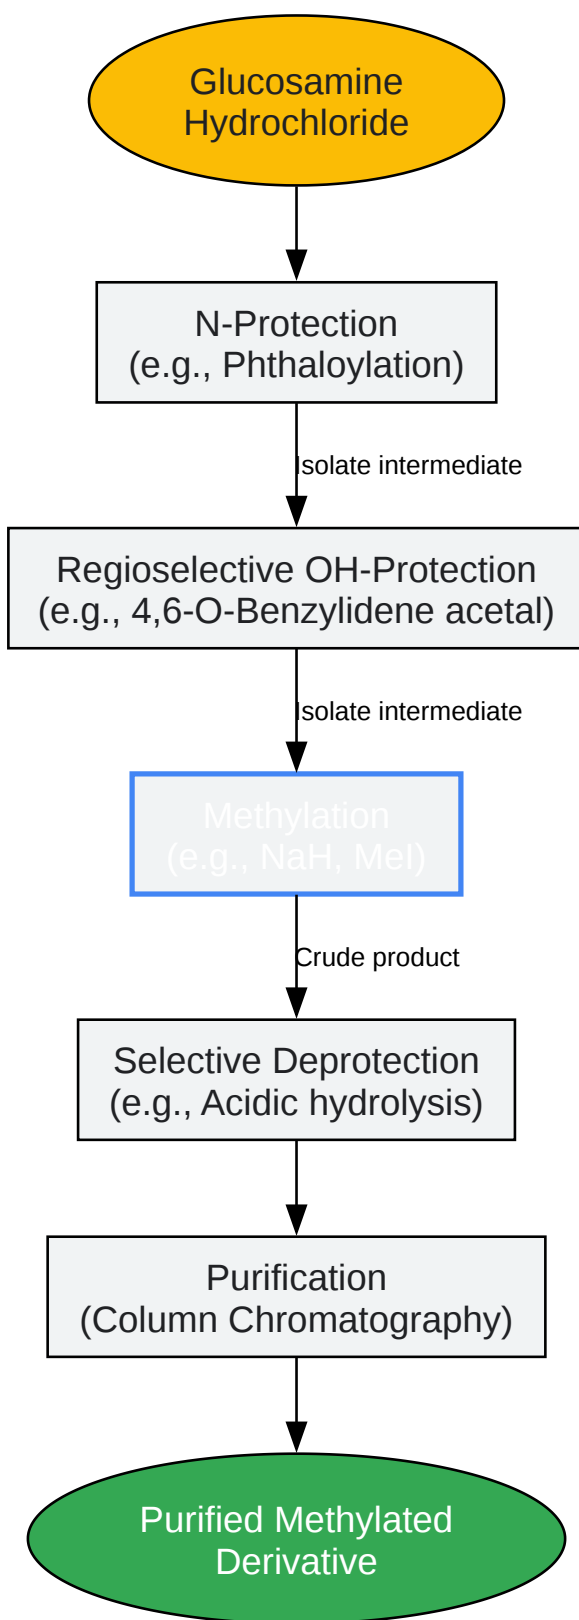 Glucosamine
Hydrochloride
N-Protection
(e.g., Phthaloylation)
Isolate intermediate
Regioselective OH-Protection
(e.g., 4,6-O-Benzylidene acetal)
Isolate intermediate
Methylation
(e.g., NaH, MeI)
Crude product
Selective Deprotection
(e.g., Acidic hydrolysis)
Purification
(Column Chromatography)
Purified Methylated
Derivative